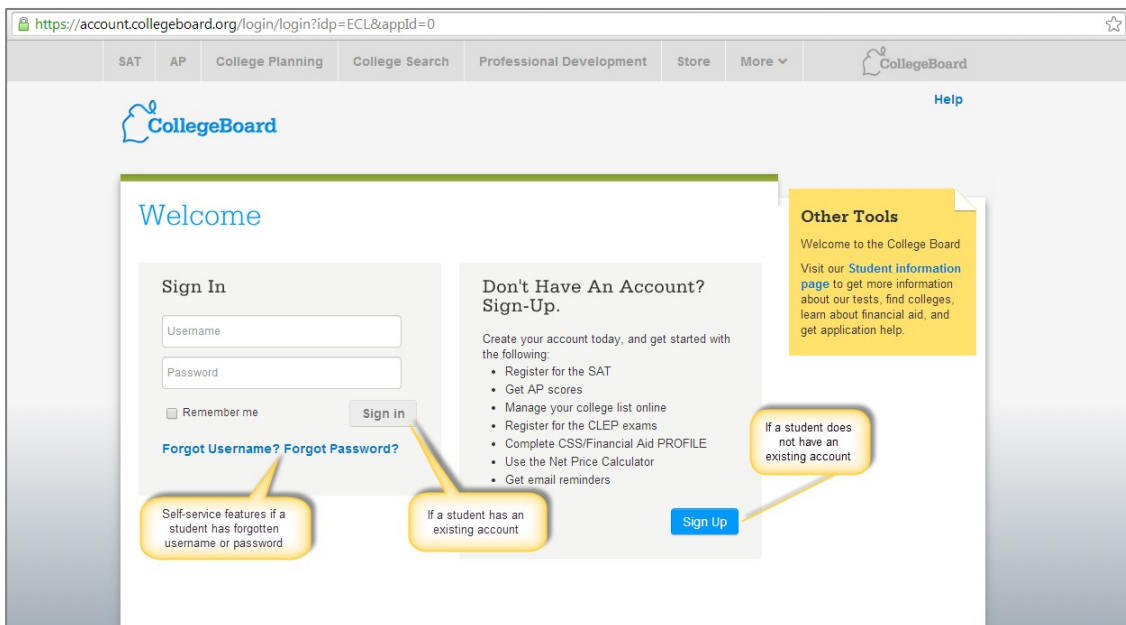 https://account.collegeboard.org/login/login?idp=ECL&appId=0
SAT AP College Planning College Search Professional Development Store More CollegeBoard
Help
CollegeBoard
Welcome
Sign In
Username
Password
Remember me
Sign in
Forgot Username? Forgot Password?
Self-service features if a
student has forgotten
username or password
If a student has an
existing account
Don't Have An Account?
Sign-Up.
Create your account today, and get started with
the following:
• Register for the SAT
• Get AP scores
• Manage your college list online
• Register for the CLEP exams
• Complete CSS/Financial Aid PROFILE
• Use the Net Price Calculator
• Get email reminders
Sign Up
If a student does
not have an
existing account
Other Tools
Welcome to the College Board
Visit our Student information
page to get more information
about our tests, find colleges,
learn about financial aid, and
get application help.